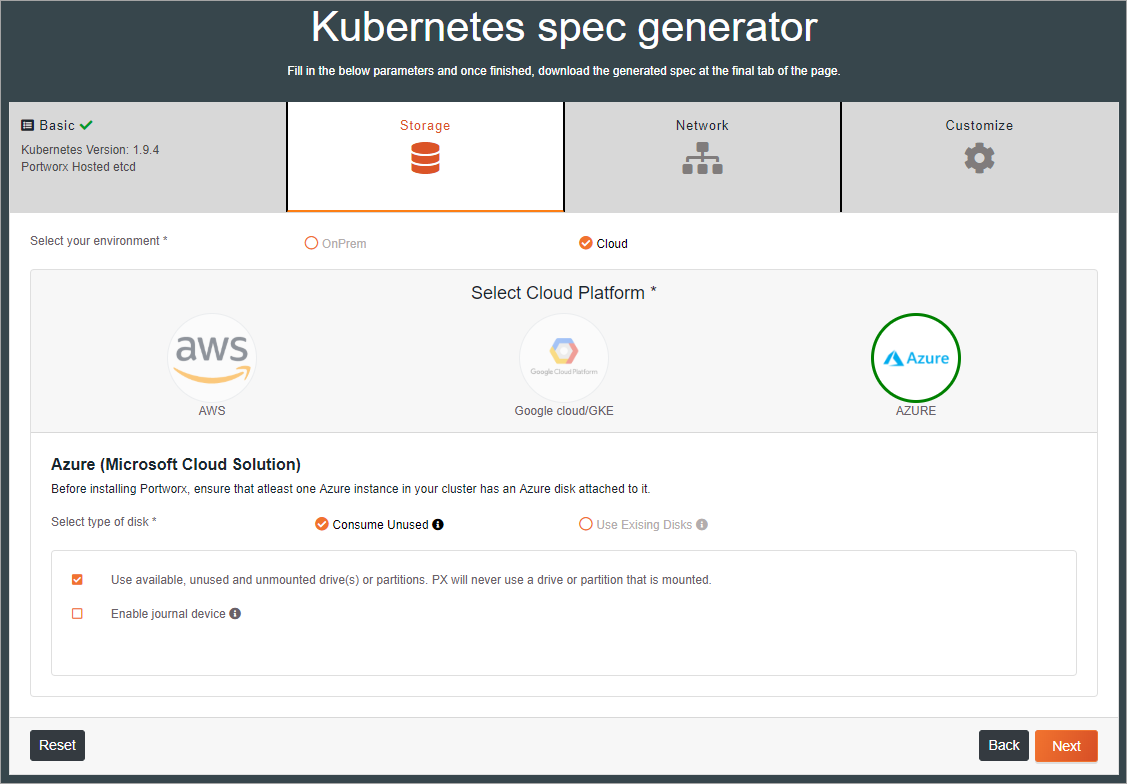 Kubernetes spec generator
Fill in the below parameters and once finished, download the generated spec at the final tab of the page.
Basic
Kubernetes Version: 1.9.4
Portworx Hosted etcd
Storage
Network
Customize
Select your environment *
OnPrem
Cloud
Select Cloud Platform *
aws
AWS
Google Cloud Platform
Google cloud/GKE
Azure
AZURE
Azure (Microsoft Cloud Solution)
Before installing Portworx, ensure that atleast one Azure instance in your cluster has an Azure disk attached to it.
Select type of disk *
Consume Unused
Use Exising Disks
Use available, unused and unmounted drive(s) or partitions. PX will never use a drive or partition that is mounted.
Enable journal device
Reset
Back
Next